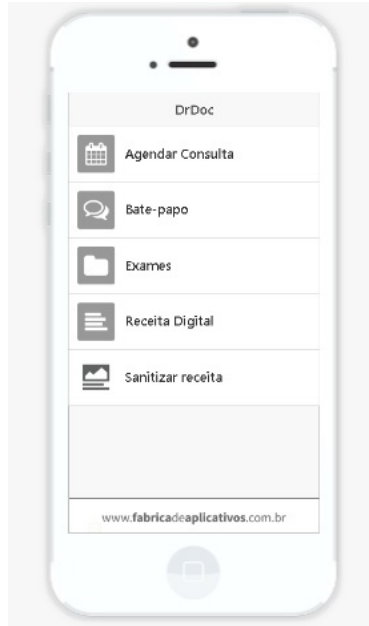 DrDoc
Agendar Consulta
Bate-papo
Exames
Receita Digital
Sanitizar receita
www.fabricadeaplicativos.com.br